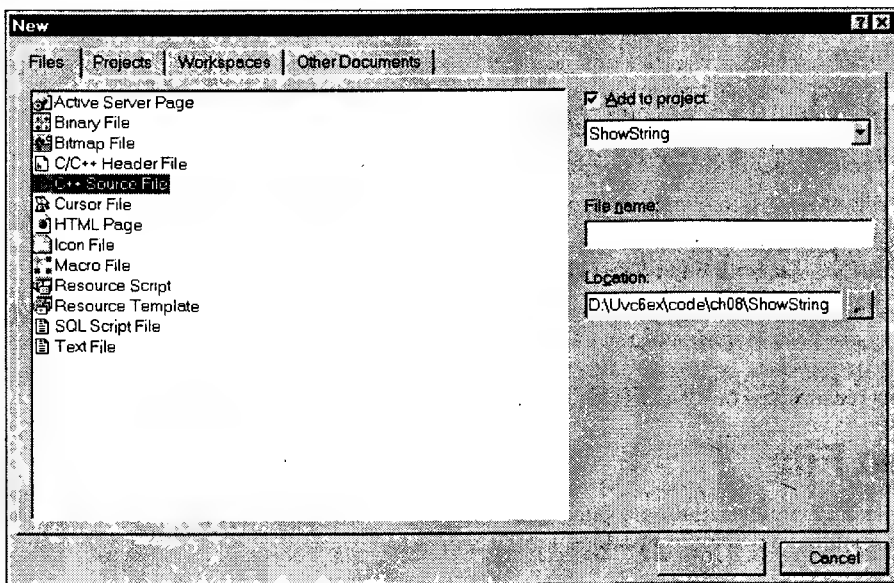 New
Files Projects Workspaces Other Documents
Active Server Page
Binary File
Bitmap File
C/C++ Header File
C++ Source File
Cursor File
HTML Page
Icon File
Macro File
Resource Script
Resource Template
SQL Script File
Text File
Add to project:
ShowString
File name:
Location:
D:\Uvc6ex\code\ch08\ShowString
...
OK
Cancel